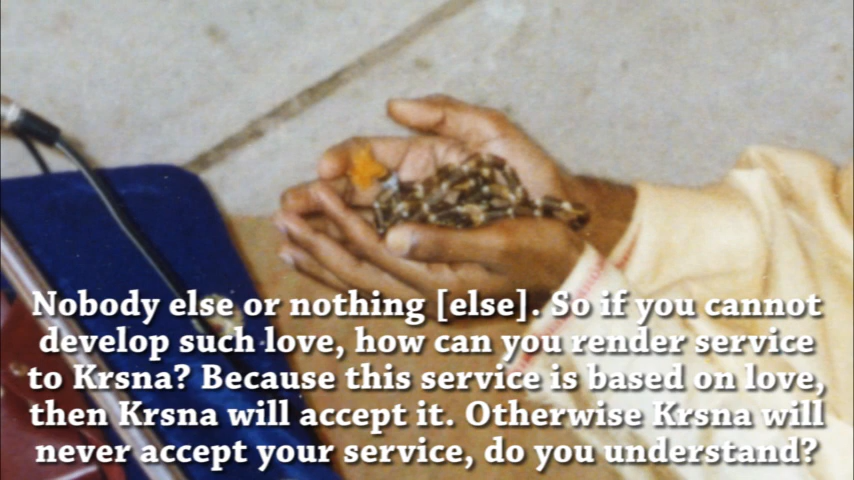 Nobody else or nothing [else]. So if you cannot
develop such love, how can you render service
to Krsna? Because this service is based on love,
then Krsna will accept it. Otherwise Krsna will
never accept your service, do you understand?